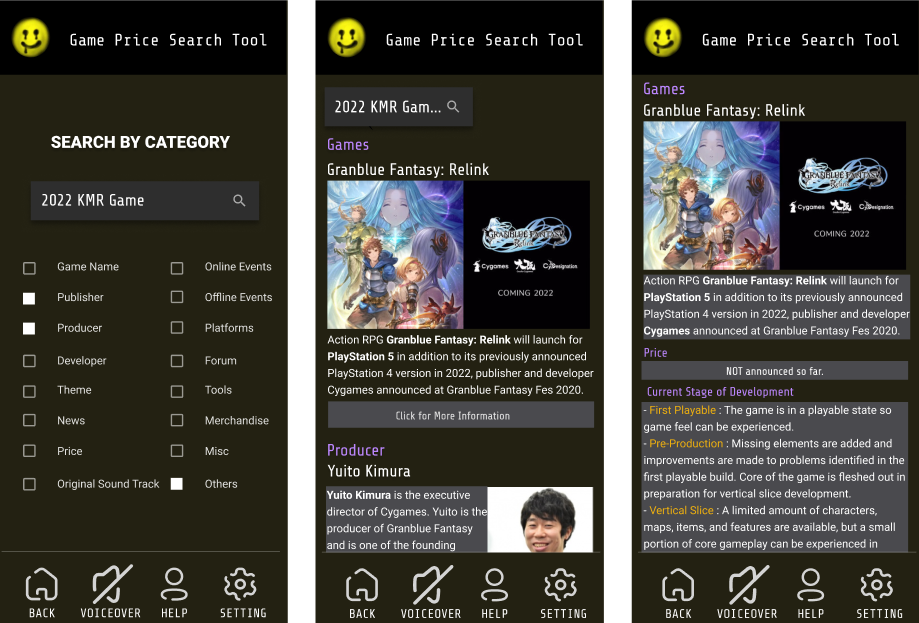 Game Price Search Tool
SEARCH BY CATEGORY
2022 KMR Game
Game Name
Online Events
Publisher
Offline Events
Producer
Platforms
Developer
Forum
Theme
Tools
News
Merchandise
Price
Misc
Original Sound Track
Others
BACK
VOICEOVER
HELP
SETTING
Game Price Search Tool
2022 KMR Gam...
Games
Granblue Fantasy: Relink
GRANBLUE FANTASY
Relink
Cygames
CyDesignation
COMING 2022
Action RPG Granblue Fantasy: Relink will launch for
PlayStation 5 in addition to its previously announced
PlayStation 4 version in 2022, publisher and developer
Cygames announced at Granblue Fantasy Fes 2020.
Click for More Information
Producer
Yuito Kimura
Yuito Kimura is the executive
director of Cygames. Yuito is the
producer of Granblue Fantasy
and is one of the founding
BACK
VOICEOVER
HELP
SETTING
Game Price Search Tool
Games
Granblue Fantasy: Relink
GRANBLUE FANTASY
Relink
Cygames
CyDesignation
COMING 2022
Action RPG Granblue Fantasy: Relink will launch for
PlayStation 5 in addition to its previously announced
PlayStation 4 version in 2022, publisher and developer
Cygames announced at Granblue Fantasy Fes 2020.
Price
NOT announced so far.
Current Stage of Development
- First Playable : The game is in a playable state so
game feel can be experienced.
- Pre-Production : Missing elements are added and
improvements are made to problems identified in the
first playable build. Core of the game is fleshed out in
preparation for vertical slice development.
- Vertical Slice : A limited amount of characters,
maps, items, and features are available, but a small
portion of core gameplay can be experienced in
BACK
VOICEOVER
HELP
SETTING